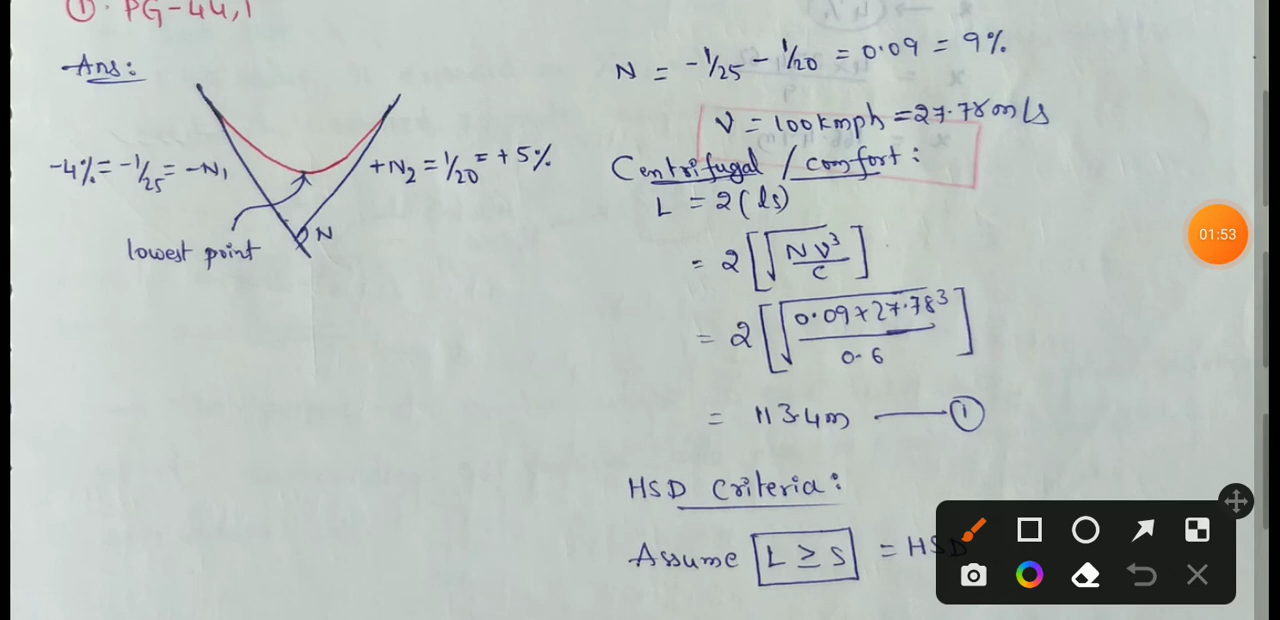 ① · PG-44,1
Ans:
-4% = -1/25 = -N₁
+N₂ = 1/20 = +5%
N
lowest point
N = -1/25 - 1/20 = 0.09 = 9%
V = 100kmph = 27.78m/s
Centrifugal / comfort:
L = 2(ls)
= 2[√(NV³/C)]
= 2[√(0.09×27.78³/0.6)]
= 113.4m —— ①
HSD Criteria:
Assume L ≥ S = HSD
01:53